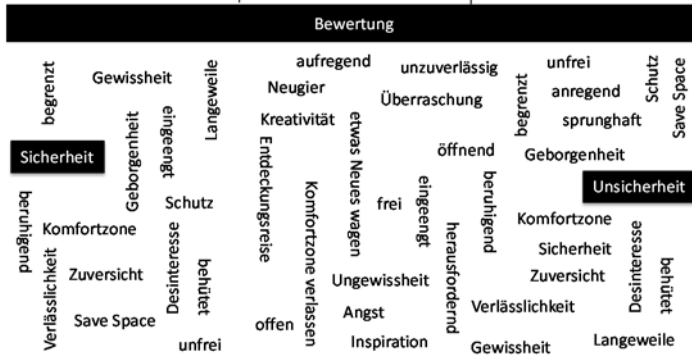 Bewertung
aufregend
unfrei
unzuverlässig
Gewissheit
begrenzt
Langeweile
Neugier
Überraschung
begrenzt
anregend
Schutz
Save Space
Kreativität
sprunghaft
Geborgenheit
eingeengt
Entdeckungsreise
etwas Neues wagen
öffnend
Geborgenheit
Sicherheit
Unsicherheit
beruhigend
Schutz
Komfortzone verlassen
frei
eingeengt
beruhigend
Komfortzone
Komfortzone
Verlässlichkeit
Desinteresse
herausfordernd
Sicherheit
Desinteresse
Zuversicht
behütet
Ungewissheit
Zuversicht
behütet
Save Space
offen
Angst
Verlässlichkeit
unfrei
Inspiration
Gewissheit
Langeweile